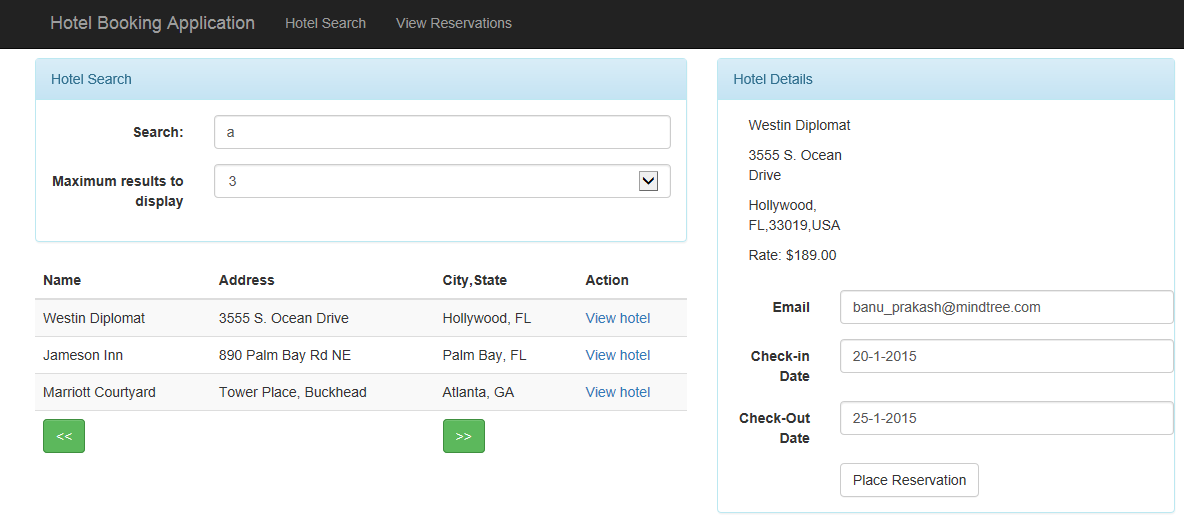 Hotel Booking Application Hotel Search View Reservations
Hotel Search
Search: a
Maximum results to 3
display
Name Address City,State Action
Westin Diplomat 3555 S. Ocean Drive Hollywood, FL View hotel
Jameson Inn 890 Palm Bay Rd NE Palm Bay, FL View hotel
Marriott Courtyard Tower Place, Buckhead Atlanta, GA View hotel
<< >>
Hotel Details
Westin Diplomat
3555 S. Ocean
Drive
Hollywood,
FL,33019,USA
Rate: $189.00
Email banu_prakash@mindtree.com
Check-in 20-1-2015
Date
Check-Out 25-1-2015
Date
Place Reservation